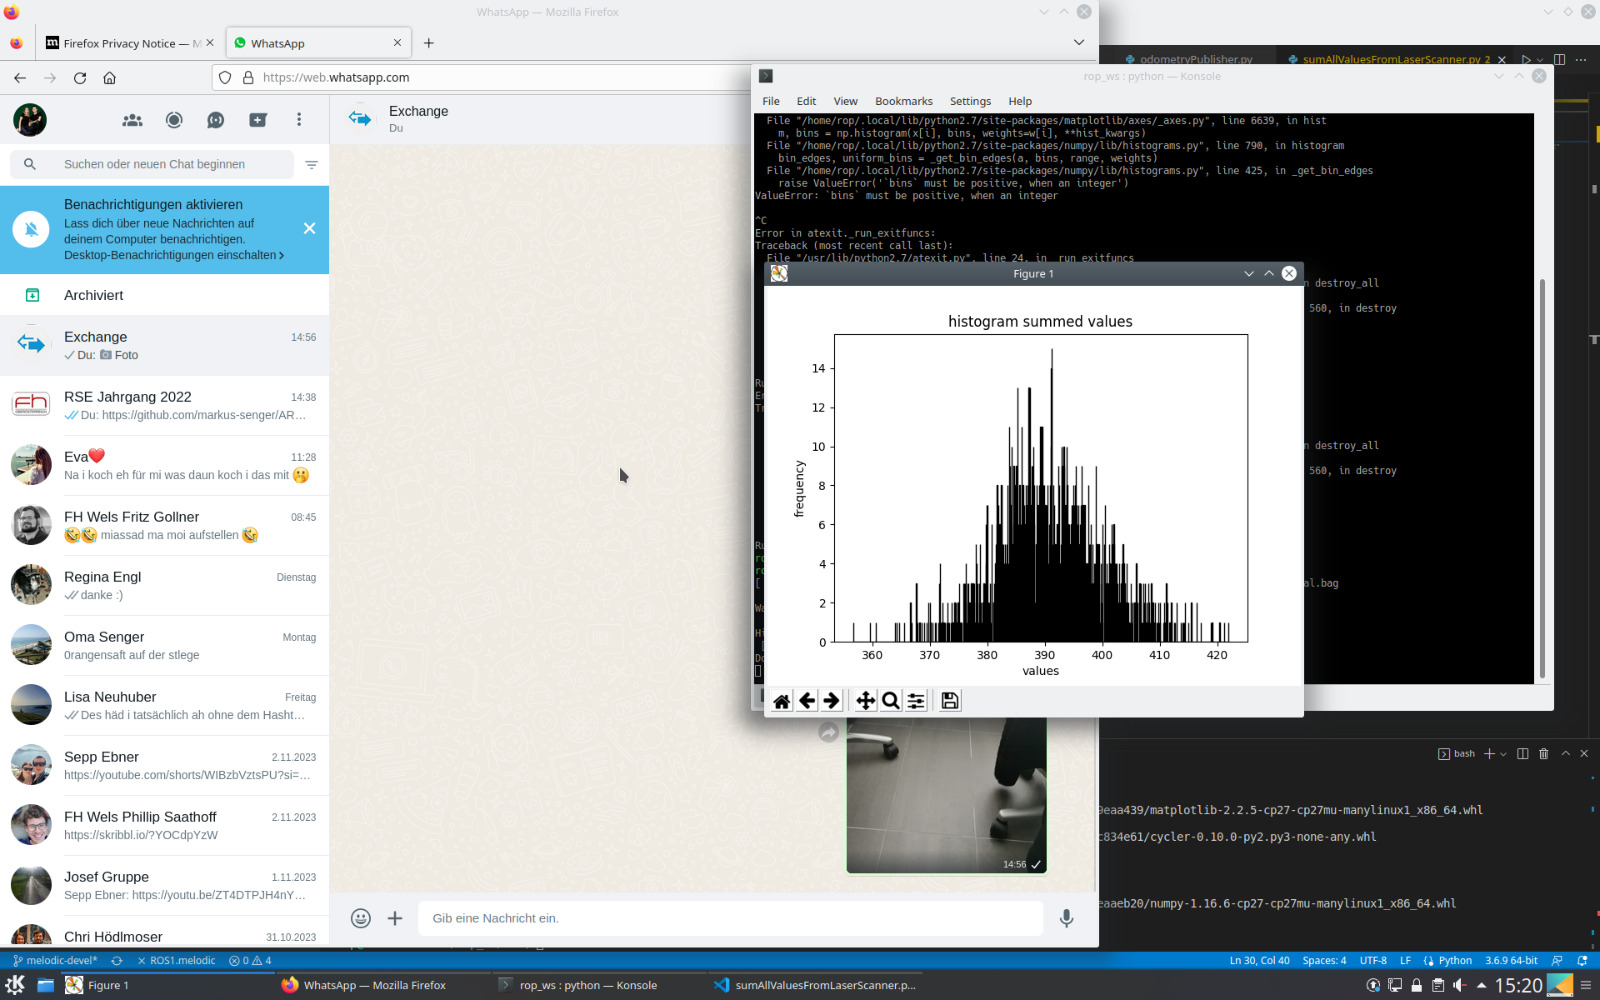 WhatsApp — Mozilla Firefox
Firefox Privacy Notice — M
WhatsApp
https://web.whatsapp.com
Exchange
Du
Suchen oder neuen Chat beginnen
Benachrichtigungen aktivieren
Lass dich über neue Nachrichten auf
deinem Computer benachrichtigen.
Desktop-Benachrichtigungen einschalten
Archiviert
Exchange
14:56
Du: Foto
RSE Jahrgang 2022
14:38
Du: https://github.com/markus-senger/AR...
Eva
11:28
Na i koch eh für mi was daun koch i das mit
FH Wels Fritz Gollner
08:45
miassad ma moi aufstellen
Regina Engl
Dienstag
danke :)
Oma Senger
Montag
0rangensaft auf der stlege
Lisa Neuhuber
Freitag
Des häd i tatsächlich ah ohne dem Hasht...
Sepp Ebner
2.11.2023
https://youtube.com/shorts/WIBzbVztsPU?si=...
FH Wels Phillip Saathoff
2.11.2023
https://skribbl.io/?YOCdpYzW
Josef Gruppe
1.11.2023
Sepp Ebner: https://youtu.be/ZT4DTPJH4nY...
Chri Hödlmoser
31.10.2023
14:56
Gib eine Nachricht ein.
odometryPublisher.py
sumAllValuesFromLaserScanner.py 2
rop_ws : python — Konsole
File Edit View Bookmarks Settings Help
File "/home/rop/.local/lib/python2.7/site-packages/matplotlib/axes/_axes.py", line 6639, in hist
m, bins = np.histogram(x[i], bins, weights=w[i], **hist_kwargs)
File "/home/rop/.local/lib/python2.7/site-packages/numpy/lib/histograms.py", line 790, in histogram
bin_edges, uniform_bins = _get_bin_edges(a, bins, range, weights)
File "/home/rop/.local/lib/python2.7/site-packages/numpy/lib/histograms.py", line 425, in _get_bin_edges
raise ValueError('`bins` must be positive, when an integer')
ValueError: `bins` must be positive, when an integer
^C
Error in atexit._run_exitfuncs:
Traceback (most recent call last):
File "/usr/lib/python2.7/atexit.py", line 24, in _run_exitfuncs
n destroy_all
560, in destroy
n destroy_all
560, in destroy
al.bag
Figure 1
histogram summed values
frequency
14
12
10
8
6
4
2
0
360 370 380 390 400 410 420
values
bash
9eaa439/matplotlib-2.2.5-cp27-cp27mu-manylinux1_x86_64.whl
c834e61/cycler-0.10.0-py2.py3-none-any.whl
eaaeb20/numpy-1.16.6-cp27-cp27mu-manylinux1_x86_64.whl
melodic-devel*
ROS1.melodic
0
4
Ln 30, Col 40
Spaces: 4
UTF-8
LF
Python
3.6.9 64-bit
Figure 1
WhatsApp — Mozilla Firefox
rop_ws : python — Konsole
sumAllValuesFromLaserScanner.p...
15:20